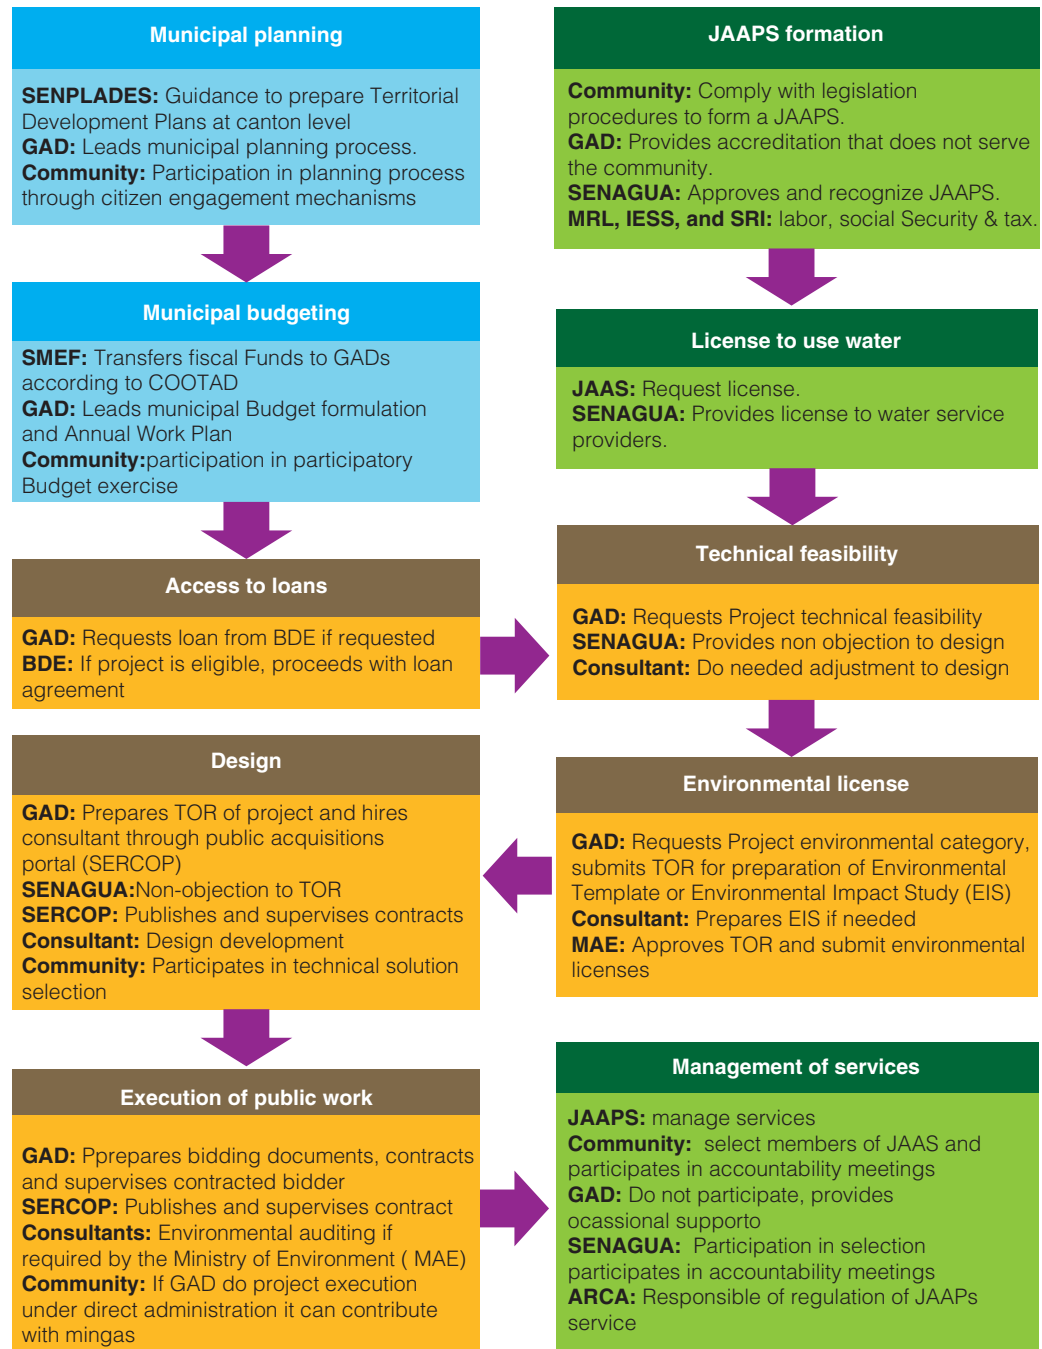 Municipal planning
SENPLADES: Guidance to prepare Territorial
Development Plans at canton level
GAD: Leads municipal planning process.
Community: Participation in planning process
through citizen engagement mechanisms
Municipal budgeting
SMEF: Transfers fiscal Funds to GADs
according to COOTAD
GAD: Leads municipal Budget formulation
and Annual Work Plan
Community:participation in participatory
Budget exercise
Access to loans
GAD: Requests loan from BDE if requested
BDE: If project is eligible, proceeds with loan
agreement
JAAPS formation
Community: Comply with legislation
procedures to form a JAAPS.
GAD: Provides accreditation that does not serve
the community.
SENAGUA: Approves and recognize JAAPS.
MRL, IESS, and SRI: labor, social Security & tax.
License to use water
JAAS: Request license.
SENAGUA: Provides license to water service
providers.
Technical feasibility
GAD: Requests Project technical feasibility
SENAGUA: Provides non objection to design
Consultant: Do needed adjustment to design
Environmental license
GAD: Requests Project environmental category,
submits TOR for preparation of Environmental
Template or Environmental Impact Study (EIS)
Consultant: Prepares EIS if needed
MAE: Approves TOR and submit environmental
licenses
Design
GAD: Prepares TOR of project and hires
consultant through public acquisitions
portal (SERCOP)
SENAGUA:Non-objection to TOR
SERCOP: Publishes and supervises contracts
Consultant: Design development
Community: Participates in technical solution
selection
Execution of public work
GAD: Pprepares bidding documents, contracts
and supervises contracted bidder
SERCOP: Publishes and supervises contract
Consultants: Environmental auditing if
required by the Ministry of Environment ( MAE)
Community: If GAD do project execution
under direct administration it can contribute
with mingas
Management of services
JAAPS: manage services
Community: select members of JAAS and
participates in accountability meetings
GAD: Do not participate, provides
ocassional supporto
SENAGUA: Participation in selection
participates in accountability meetings
ARCA: Responsible of regulation of JAAPs
service